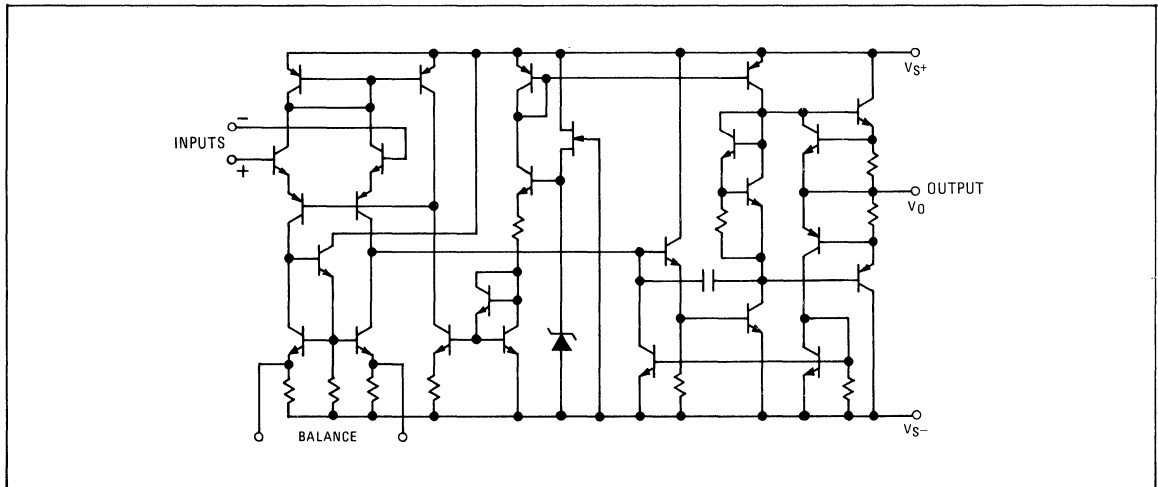 VS+
−
INPUTS
+
OUTPUT
VO
BALANCE
VS−